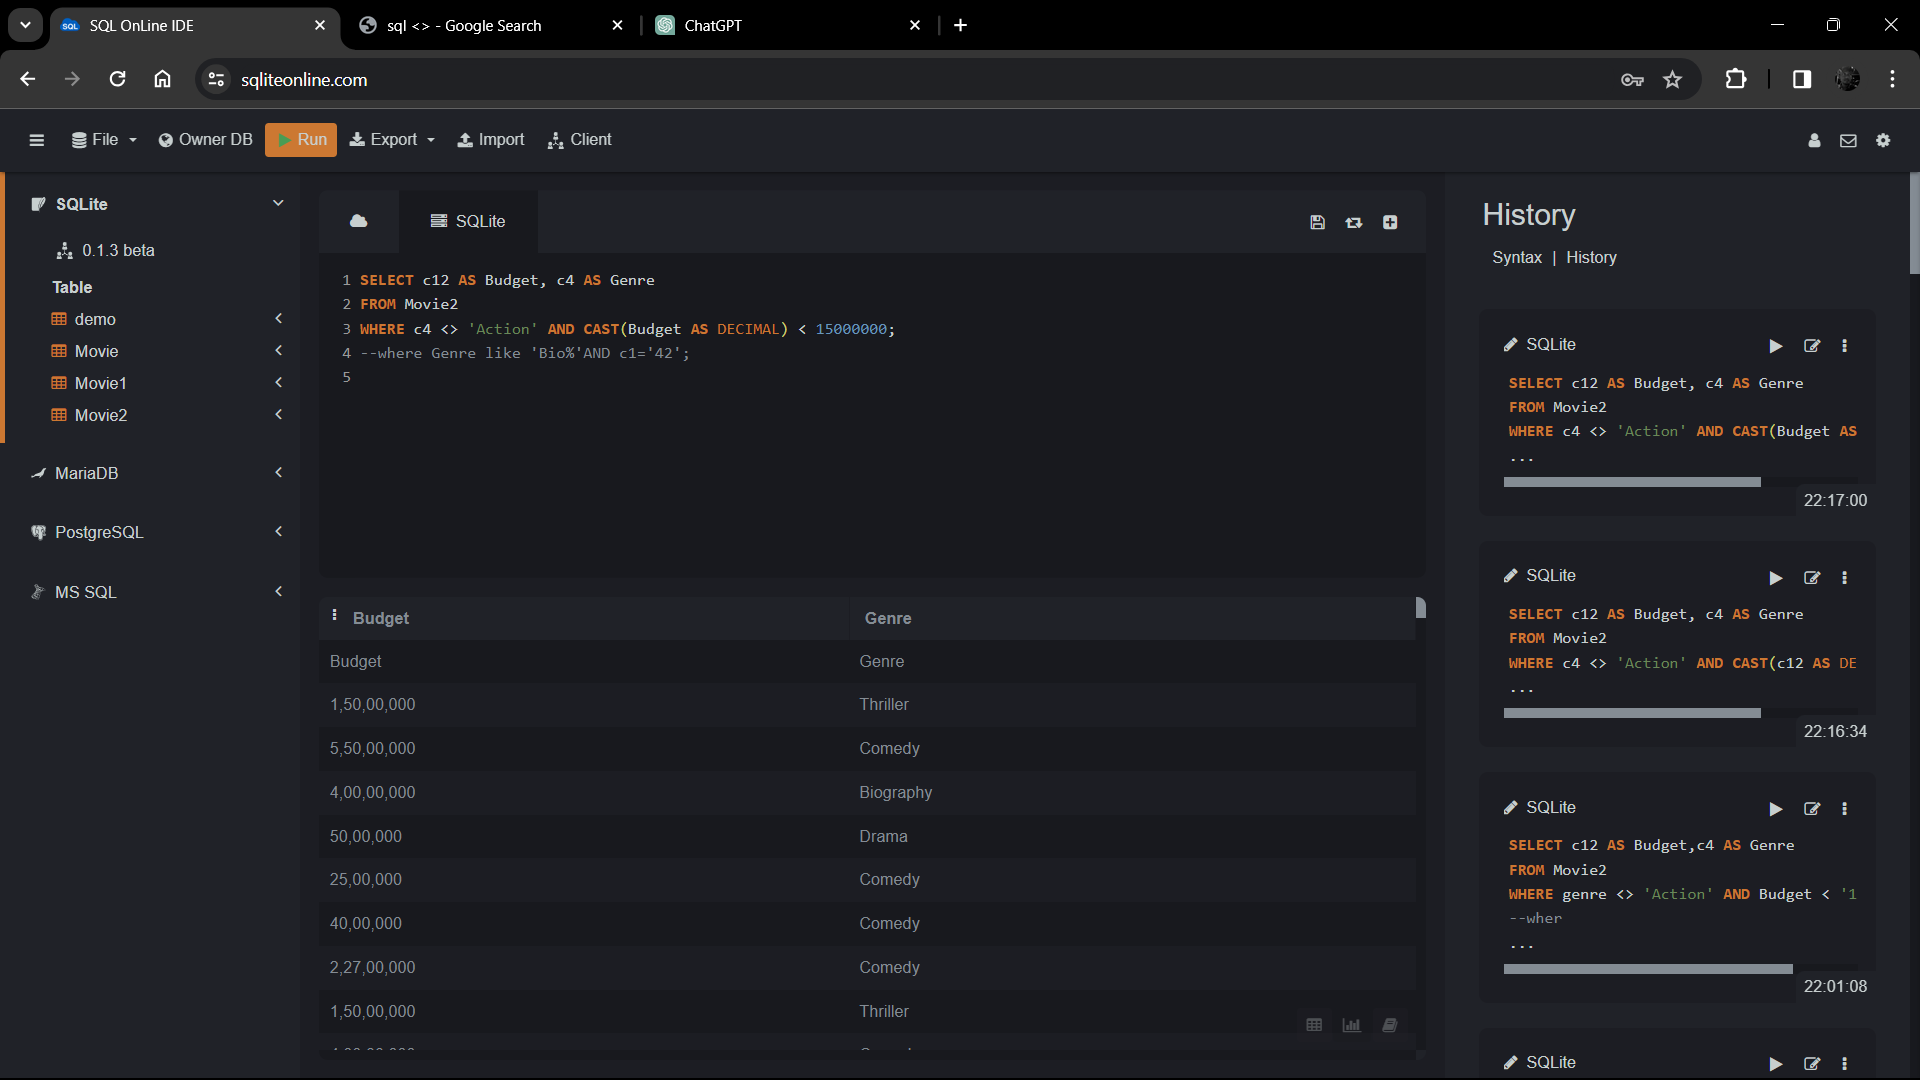 SQL OnLine IDE
sql <> - Google Search
ChatGPT
sqliteonline.com
File
Owner DB
Run
Export
Import
Client
SQLite
0.1.3 beta
Table
demo
Movie
Movie1
Movie2
MariaDB
PostgreSQL
MS SQL
SQLite
1 SELECT c12 AS Budget, c4 AS Genre
2 FROM Movie2
3 WHERE c4 <> 'Action' AND CAST(Budget AS DECIMAL) < 15000000;
4 --where Genre like 'Bio%'AND c1='42';
5
Budget Genre
Budget Genre
1,50,00,000 Thriller
5,50,00,000 Comedy
4,00,00,000 Biography
50,00,000 Drama
25,00,000 Comedy
40,00,000 Comedy
2,27,00,000 Comedy
1,50,00,000 Thriller
History
Syntax | History
SQLite
SELECT c12 AS Budget, c4 AS Genre
FROM Movie2
WHERE c4 <> 'Action' AND CAST(Budget AS
...
22:17:00
SQLite
SELECT c12 AS Budget, c4 AS Genre
FROM Movie2
WHERE c4 <> 'Action' AND CAST(c12 AS DE
...
22:16:34
SQLite
SELECT c12 AS Budget,c4 AS Genre
FROM Movie2
WHERE genre <> 'Action' AND Budget < '1
--wher
...
22:01:08
SQLite